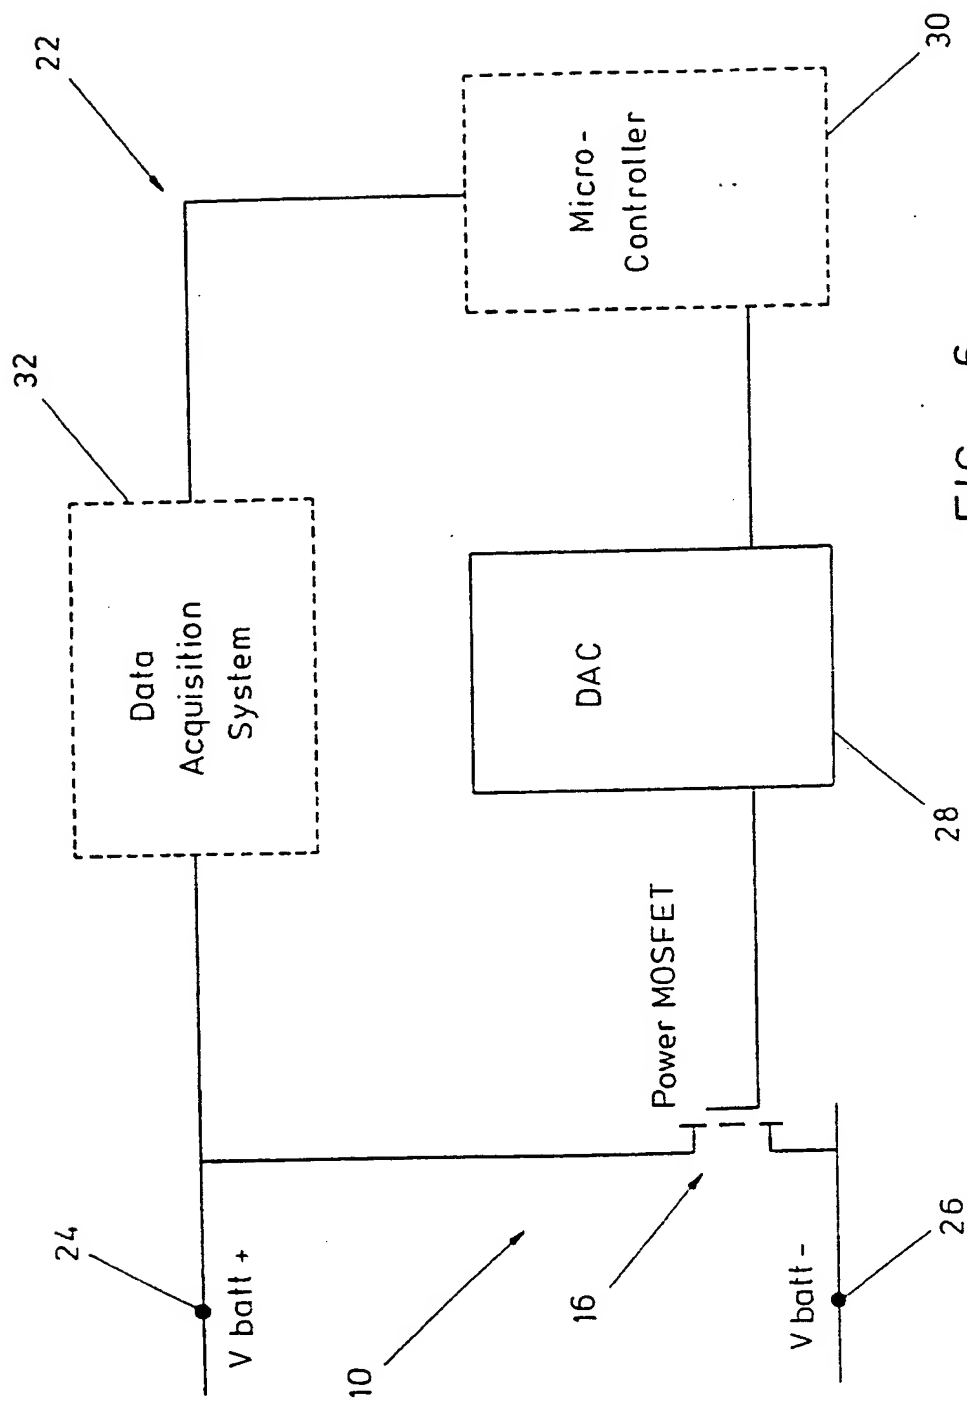 22
32
Data
Acquisition
System
Micro-
Controller
30
24
V batt +
Power MOSFET
DAC
28
10
16
V batt -
26